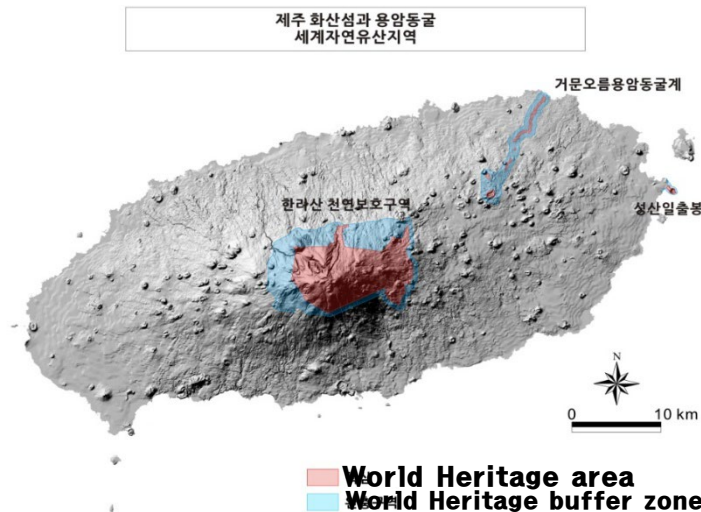 제주 화산섬과 용암동굴
세계자연유산지역
거문오름용암동굴계
한라산 천연보호구역
성산일출봉
N
0 10 km
World Heritage area
World Heritage buffer zone